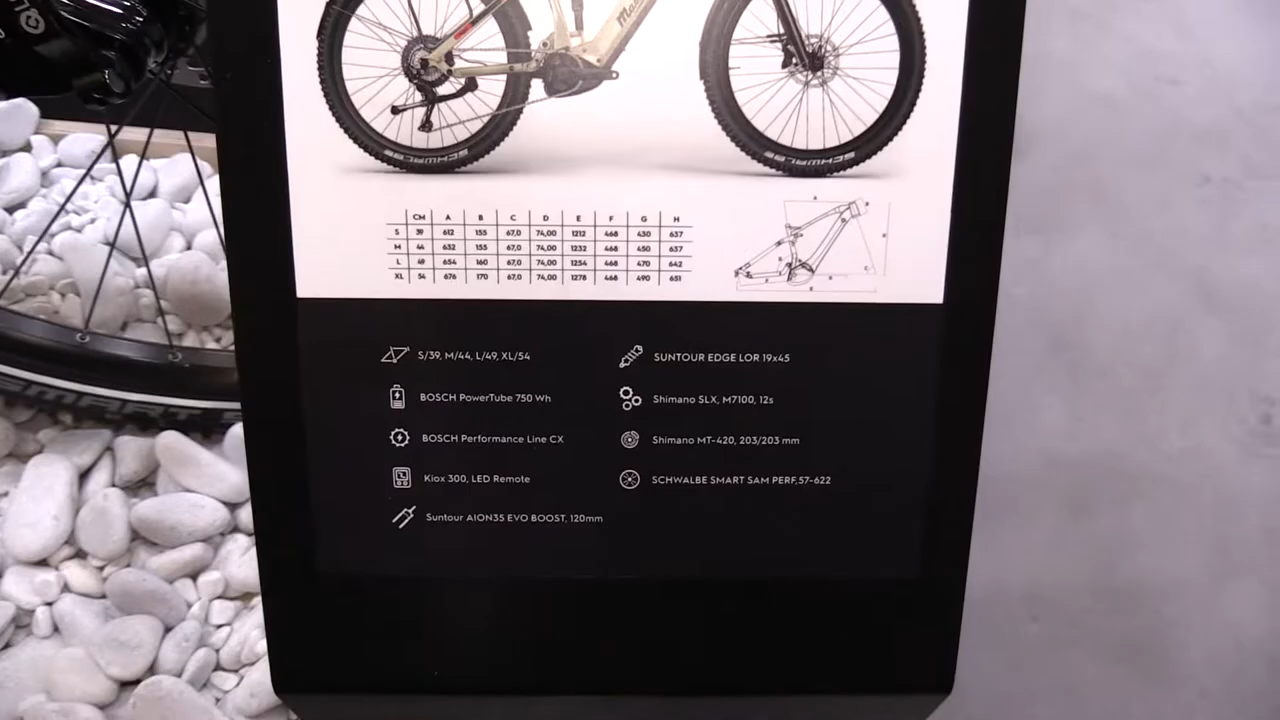 SCHWALBE
SCHWALBE
CM A B C D E F G H
S 39 612 155 67,0 74,00 1212 468 430 637
M 44 632 155 67,0 74,00 1232 468 450 637
L 49 654 160 67,0 74,00 1254 468 470 642
XL 54 676 170 67,0 74,00 1278 468 490 651
S/39, M/44, L/49, XL/54
BOSCH PowerTube 750 Wh
BOSCH Performance Line CX
Kiox 300, LED Remote
Suntour AION35 EVO BOOST, 120mm
SUNTOUR EDGE LOR 19x45
Shimano SLX, M7100, 12s
Shimano MT-420, 203/203 mm
SCHWALBE SMART SAM PERF,57-622